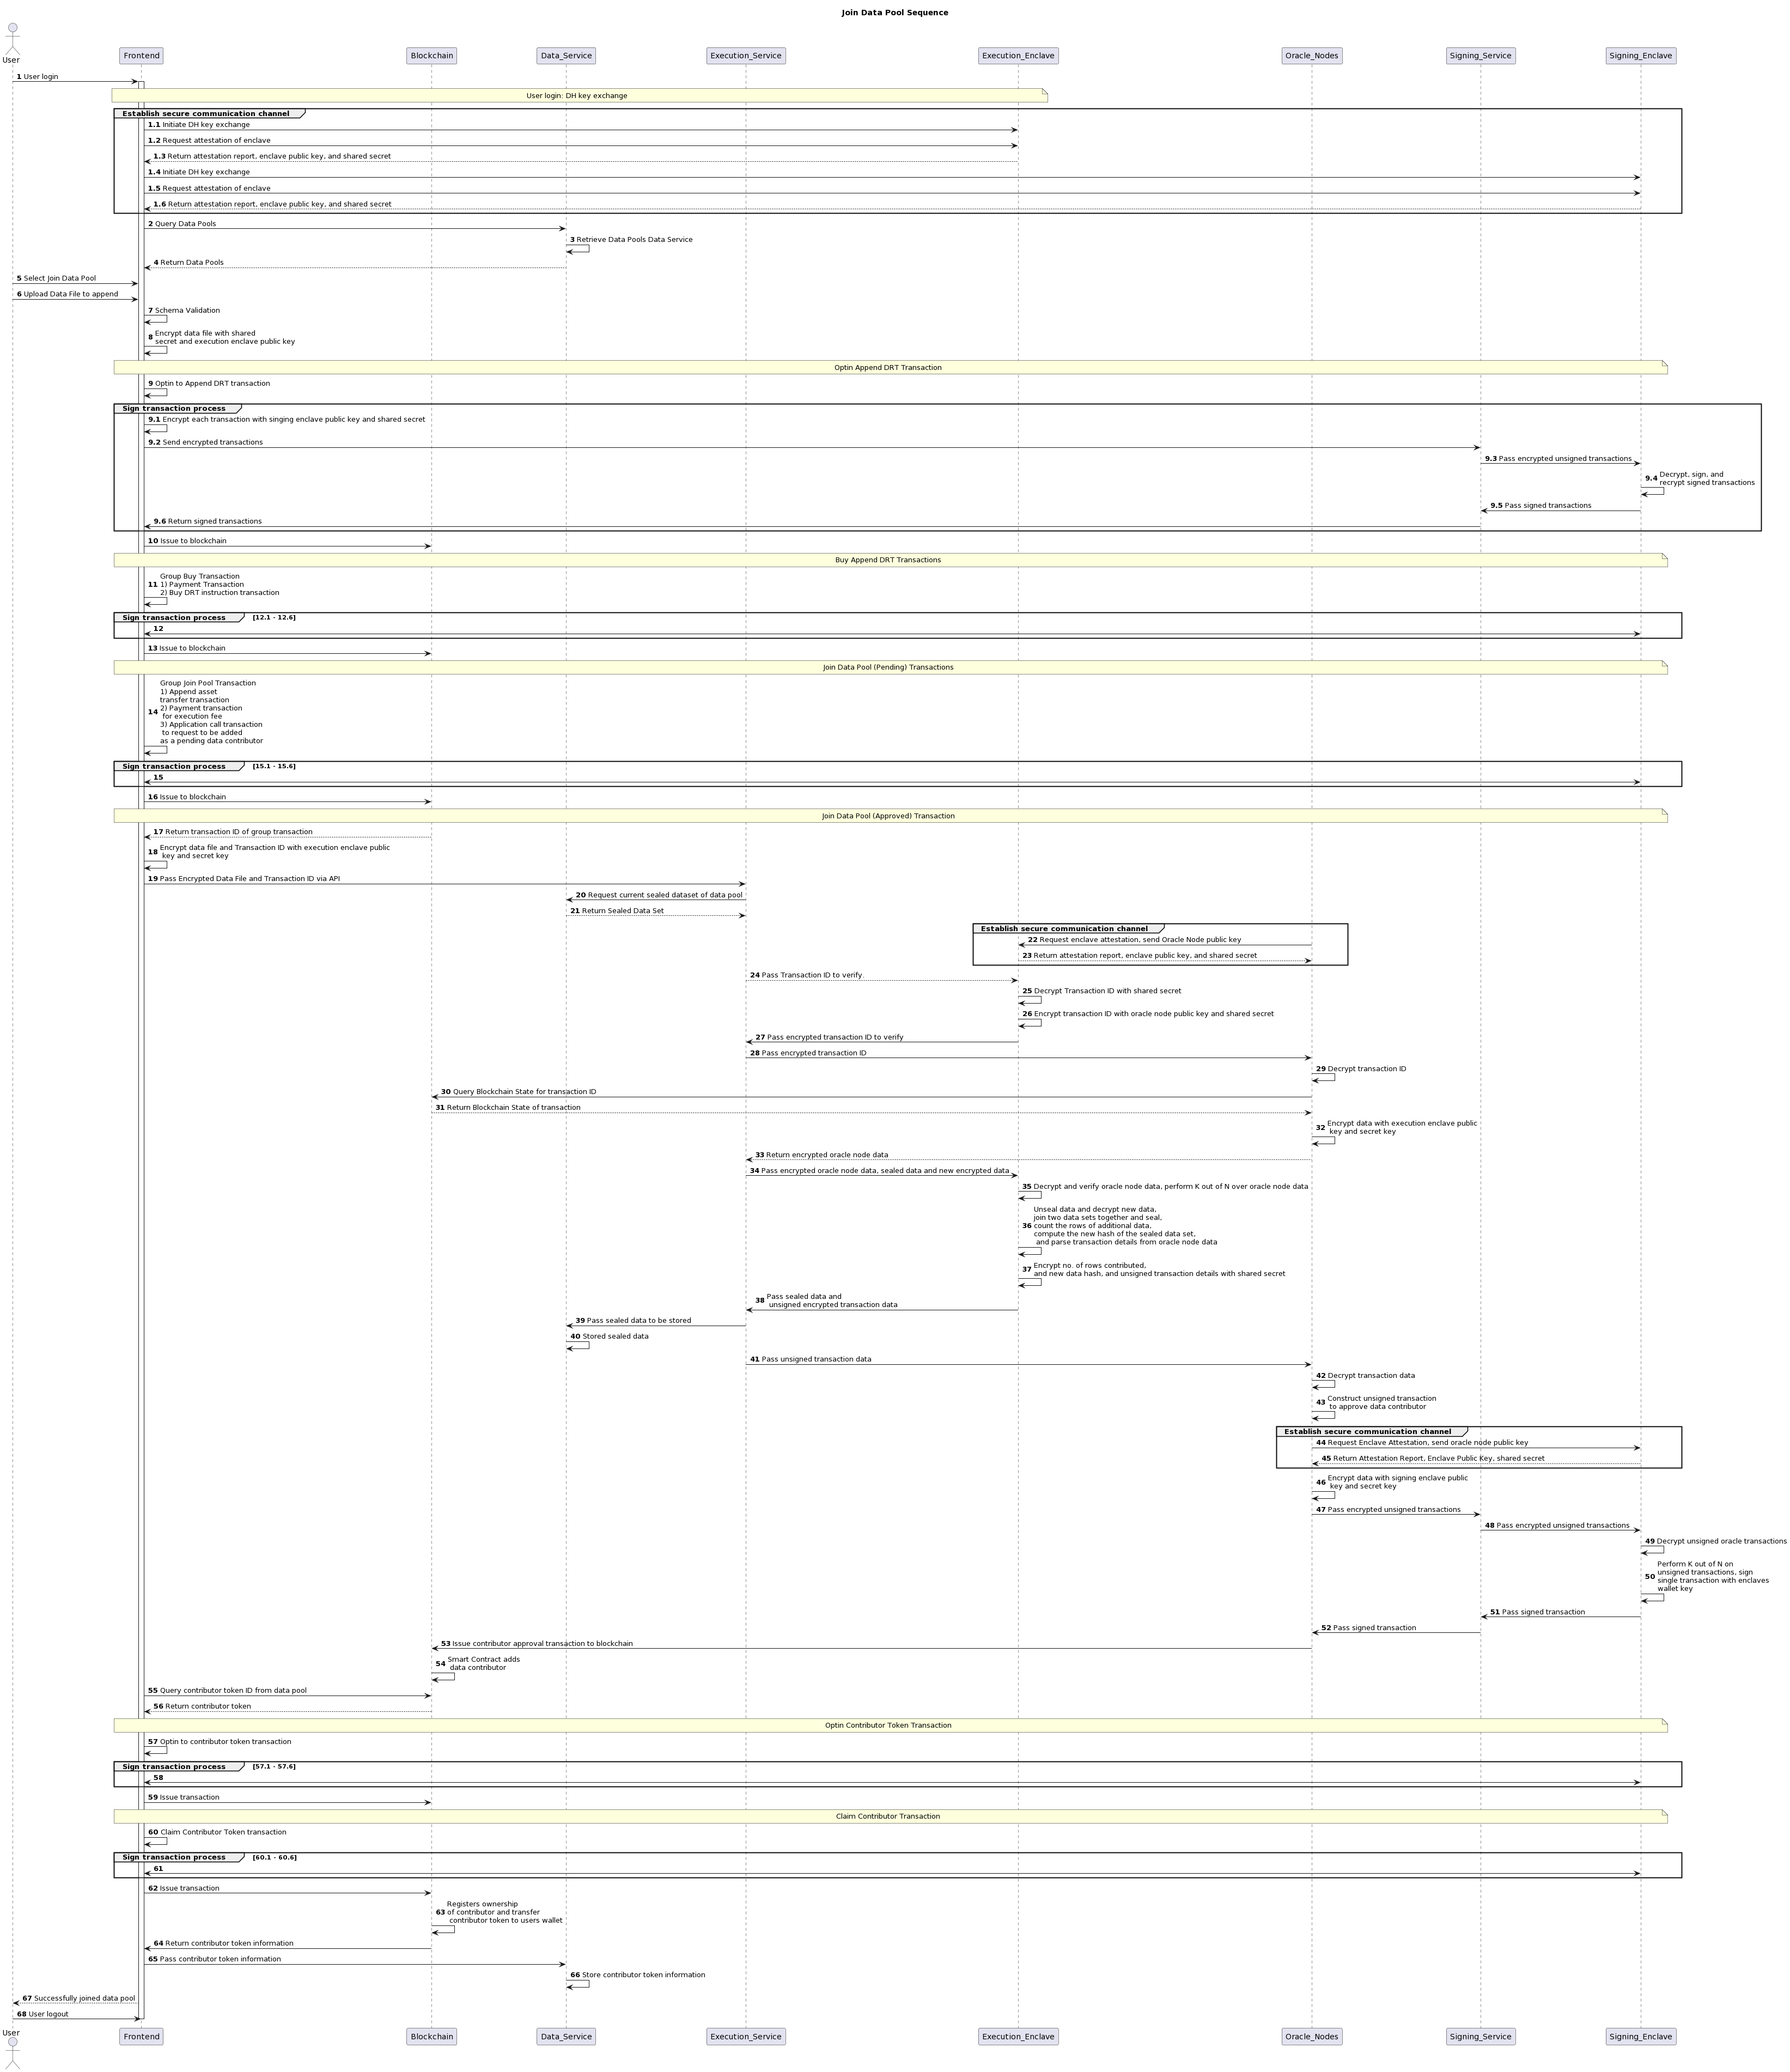 Join Data Pool Sequence
User
Frontend
Blockchain
Data_Service
Execution_Service
Execution_Enclave
Oracle_Nodes
Signing_Service
Signing_Enclave
1 User login
User login: DH key exchange
Establish secure communication channel
1.1 Initiate DH key exchange
1.2 Request attestation of enclave
1.3 Return attestation report, enclave public key, and shared secret
1.4 Initiate DH key exchange
1.5 Request attestation of enclave
1.6 Return attestation report, enclave public key, and shared secret
2 Query Data Pools
3 Retrieve Data Pools Data Service
4 Return Data Pools
5 Select Join Data Pool
6 Upload Data File to append
7 Schema Validation
8 Encrypt data file with shared
secret and execution enclave public key
Optin Append DRT Transaction
9 Optin to Append DRT transaction
Sign transaction process
9.1 Encrypt each transaction with singing enclave public key and shared secret
9.2 Send encrypted transactions
9.3 Pass encrypted unsigned transactions
9.4 Decrypt, sign, and
recrypt signed transactions
9.5 Pass signed transactions
9.6 Return signed transactions
10 Issue to blockchain
Buy Append DRT Transactions
11 Group Buy Transaction
1) Payment Transaction
2) Buy DRT instruction transaction
Sign transaction process [12.1 - 12.6]
12
13 Issue to blockchain
Join Data Pool (Pending) Transactions
14 Group Join Pool Transaction
1) Append asset
transfer transaction
2) Payment transaction
for execution fee
3) Application call transaction
to request to be added
as a pending data contributor
Sign transaction process [15.1 - 15.6]
15
16 Issue to blockchain
Join Data Pool (Approved) Transaction
17 Return transaction ID of group transaction
18 Encrypt data file and Transaction ID with execution enclave public
key and secret key
19 Pass Encrypted Data File and Transaction ID via API
20 Request current sealed dataset of data pool
21 Return Sealed Data Set
Establish secure communication channel
22 Request enclave attestation, send Oracle Node public key
23 Return attestation report, enclave public key, and shared secret
24 Pass Transaction ID to verify.
25 Decrypt Transaction ID with shared secret
26 Encrypt transaction ID with oracle node public key and shared secret
27 Pass encrypted transaction ID to verify
28 Pass encrypted transaction ID
29 Decrypt transaction ID
30 Query Blockchain State for transaction ID
31 Return Blockchain State of transaction
32 Encrypt data with execution enclave public
key and secret key
33 Return encrypted oracle node data
34 Pass encrypted oracle node data, sealed data and new encrypted data
35 Decrypt and verify oracle node data, perform K out of N over oracle node data
36 Unseal data and decrypt new data,
join two data sets together and seal,
count the rows of additional data,
compute the new hash of the sealed data set,
and parse transaction details from oracle node data
37 Encrypt no. of rows contributed,
and new data hash, and unsigned transaction details with shared secret
38 Pass sealed data and
unsigned encrypted transaction data
39 Pass sealed data to be stored
40 Stored sealed data
41 Pass unsigned transaction data
42 Decrypt transaction data
43 Construct unsigned transaction
to approve data contributor
Establish secure communication channel
44 Request Enclave Attestation, send oracle node public key
45 Return Attestation Report, Enclave Public Key, shared secret
46 Encrypt data with signing enclave public
key and secret key
47 Pass encrypted unsigned transactions
48 Pass encrypted unsigned transactions
49 Decrypt unsigned oracle transactions
50 Perform K out of N on
unsigned transactions, sign
single transaction with enclaves
wallet key
51 Pass signed transaction
52 Pass signed transaction
53 Issue contributor approval transaction to blockchain
54 Smart Contract adds
data contributor
55 Query contributor token ID from data pool
56 Return contributor token
Optin Contributor Token Transaction
57 Optin to contributor token transaction
Sign transaction process [57.1 - 57.6]
58
59 Issue transaction
Claim Contributor Transaction
60 Claim Contributor Token transaction
Sign transaction process [60.1 - 60.6]
61
62 Issue transaction
63 Registers ownership
of contributor and transfer
contributor token to users wallet
64 Return contributor token information
65 Pass contributor token information
66 Store contributor token information
67 Successfully joined data pool
68 User logout
User
Frontend
Blockchain
Data_Service
Execution_Service
Execution_Enclave
Oracle_Nodes
Signing_Service
Signing_Enclave